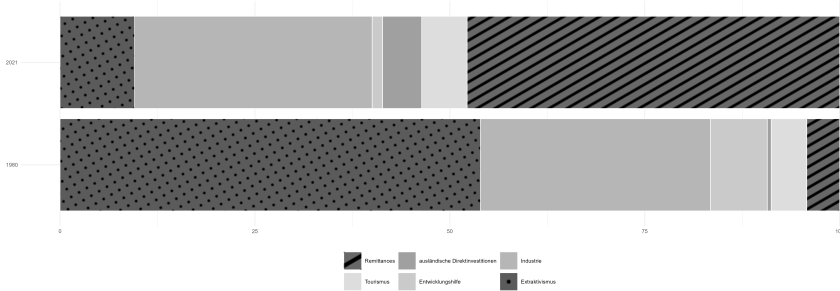 2021
1980
0
25
50
75
Remittances
ausländische Direktinvestitionen
Industrie
Tourismus
Entwicklungshilfe
Extraktivismus